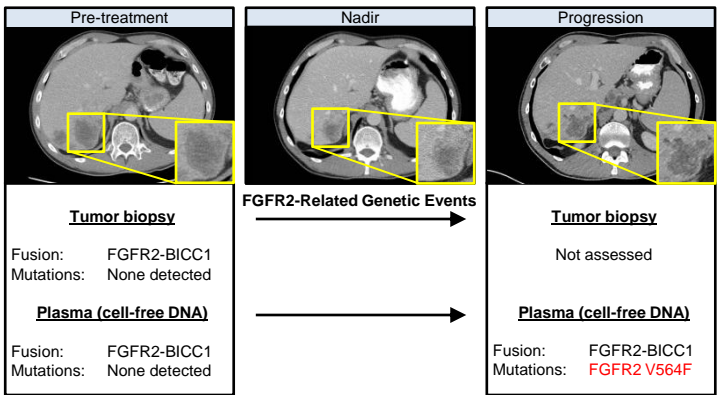 Pre-treatment
Nadir
Progression
FGFR2-Related Genetic Events
Tumor biopsy
Fusion: FGFR2-BICC1
Mutations: None detected
Plasma (cell-free DNA)
Fusion: FGFR2-BICC1
Mutations: None detected
Tumor biopsy
Not assessed
Plasma (cell-free DNA)
Fusion: FGFR2-BICC1
Mutations: FGFR2 V564F